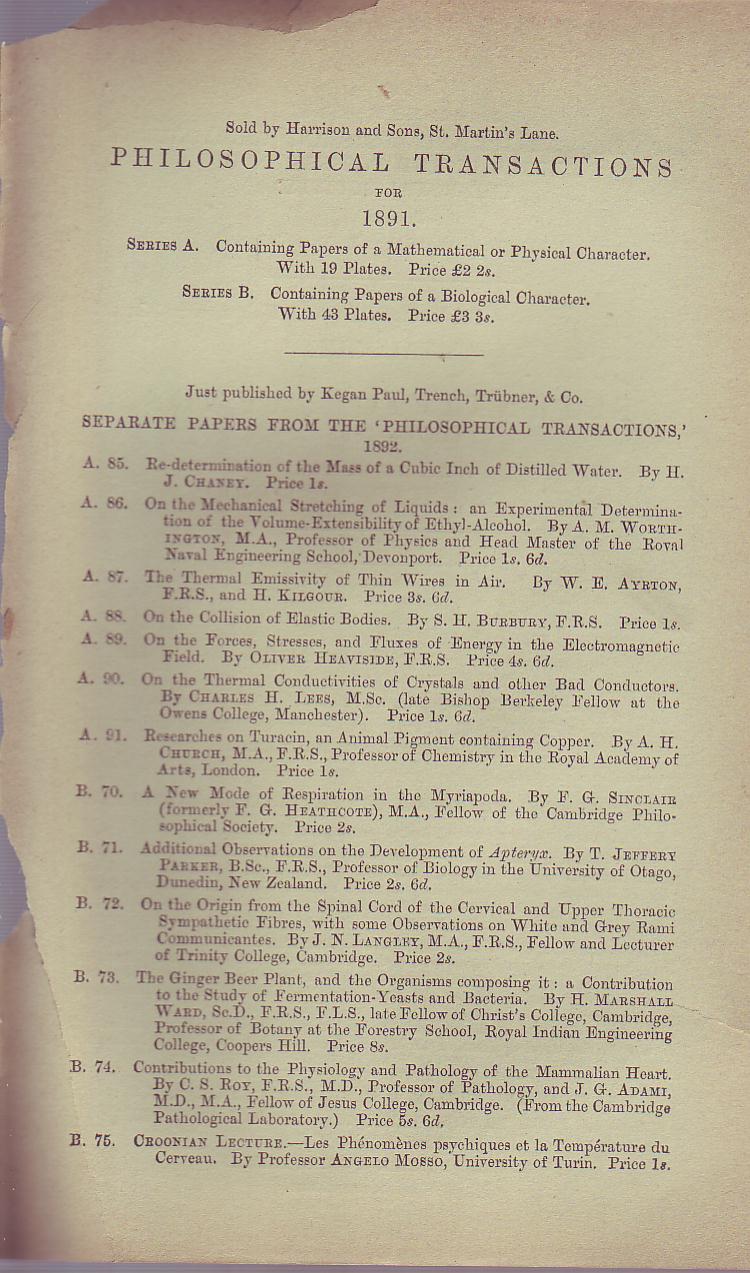 Sold by Harrison and Sons, St. Martin's Lane.
PHILOSOPHICAL TRANSACTIONS
FOR
1891.
SERIES A. Containing Papers of a Mathematical or Physical Character.
With 19 Plates. Price £2 2s.
SERIES B. Containing Papers of a Biological Character.
With 43 Plates. Price £3 3s.
Just published by Kegan Paul, Trench, Trübner, & Co.
SEPARATE PAPERS FROM THE 'PHILOSOPHICAL TRANSACTIONS,'
1892.
A. 85. Re-determination of the Mass of a Cubic Inch of Distilled Water. By H.
J. CHANEY. Price 1s.
A. 86. On the Mechanical Stretching of Liquids: an Experimental Determina-
tion of the Volume-Extensibility of Ethyl-Alcohol. By A. M. WORTH-
INGTON, M.A., Professor of Physics and Head Master of the Royal
Naval Engineering School, Devonport. Price 1s. 6d.
A. 87. The Thermal Emissivity of Thin Wires in Air. By W. E. AYRTON,
F.R.S., and H. KILGOUR. Price 3s. 6d.
A. 88. On the Collision of Elastic Bodies. By S. H. BURBURY, F.R.S. Price 1s.
A. 89. On the Forces, Stresses, and Fluxes of Energy in the Electromagnetic
Field. By OLIVER HEAVISIDE, F.R.S. Price 4s. 6d.
A. 90. On the Thermal Conductivities of Crystals and other Bad Conductors.
By CHARLES H. LEES, M.Sc. (late Bishop Berkeley Fellow at the
Owens College, Manchester). Price 1s. 6d.
A. 91. Researches on Turacin, an Animal Pigment containing Copper. By A. H.
CHURCH, M.A., F.R.S., Professor of Chemistry in the Royal Academy of
Arts, London. Price 1s.
B. 70. A New Mode of Respiration in the Myriapoda. By F. G. SINCLAIR
(formerly F. G. HEATHCOTE), M.A., Fellow of the Cambridge Philo-
sophical Society. Price 2s.
B. 71. Additional Observations on the Development of Apteryx. By T. JEFFERY
PARKER, B.Sc., F.R.S., Professor of Biology in the University of Otago,
Dunedin, New Zealand. Price 2s. 6d.
B. 72. On the Origin from the Spinal Cord of the Cervical and Upper Thoracic
Sympathetic Fibres, with some Observations on White and Grey Rami
Communicantes. By J. N. LANGLEY, M.A., F.R.S., Fellow and Lecturer
of Trinity College, Cambridge. Price 2s.
B. 73. The Ginger Beer Plant, and the Organisms composing it: a Contribution
to the Study of Fermentation-Yeasts and Bacteria. By H. MARSHALL
WARD, Sc.D., F.R.S., F.L.S., late Fellow of Christ's College, Cambridge,
Professor of Botany at the Forestry School, Royal Indian Engineering
College, Coopers Hill. Price 8s.
B. 74. Contributions to the Physiology and Pathology of the Mammalian Heart.
By C. S. ROY, F.R.S., M.D., Professor of Pathology, and J. G. ADAMI,
M.D., M.A., Fellow of Jesus College, Cambridge. (From the Cambridge
Pathological Laboratory.) Price 5s. 6d.
B. 75. CROONIAN LECTURE.—Les Phénomènes psychiques et la Température du
Cerveau. By Professor ANGELO MOSSO, University of Turin. Price 1s.